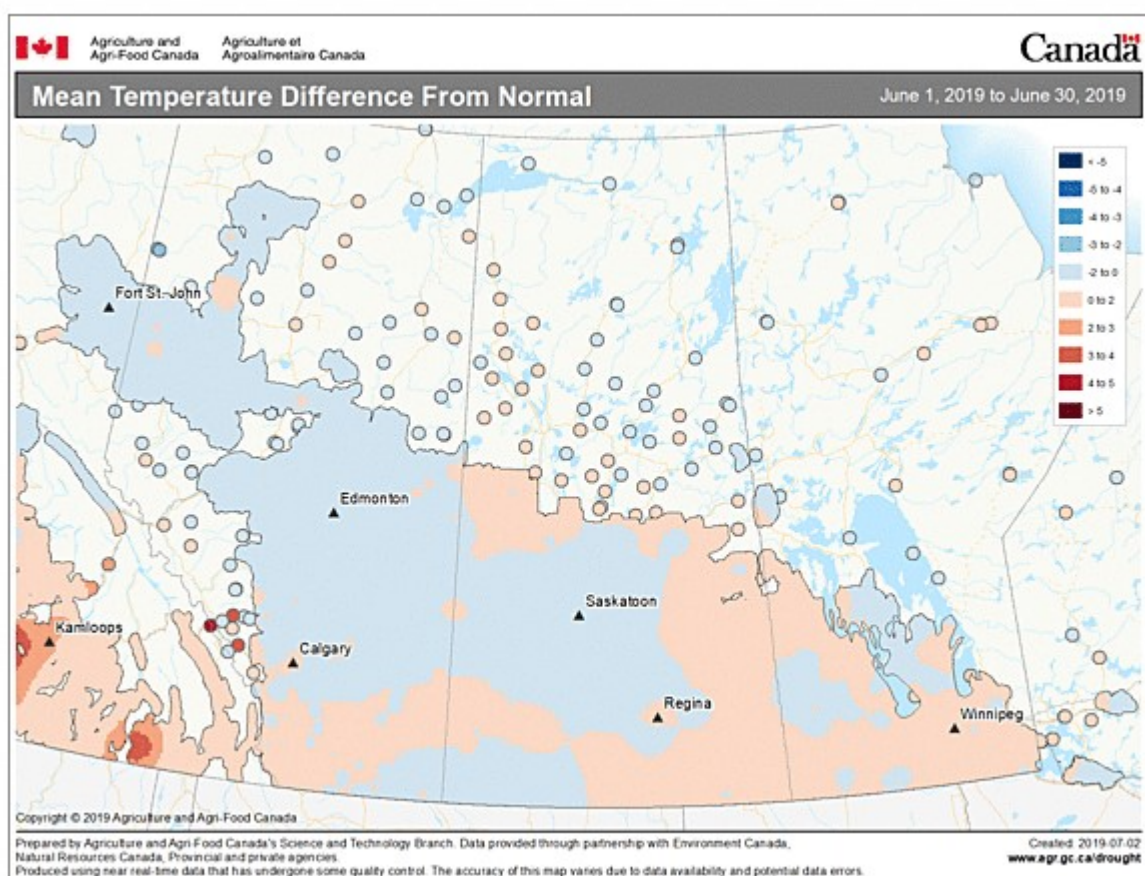 Agriculture and Agriculture et
Agri-Food Canada Agroalimentaire Canada
Canada
Mean Temperature Difference From Normal June 1, 2019 to June 30, 2019
< -5
-5 to -4
-4 to -3
-3 to -2
-2 to 0
0 to 2
2 to 3
3 to 4
4 to 5
> 5
Fort St. John
Edmonton
Saskatoon
Kamloops
Calgary
Regina
Winnipeg
Copyright © 2019 Agriculture and Agri-Food Canada
Prepared by Agriculture and Agri-Food Canada's Science and Technology Branch. Data provided through partnership with Environment Canada,
Natural Resources Canada, Provincial and private agencies.
Produced using near real-time data that has undergone some quality control. The accuracy of this map varies due to data availability and potential data errors.
Created: 2019-07-02
www.agr.gc.ca/drought